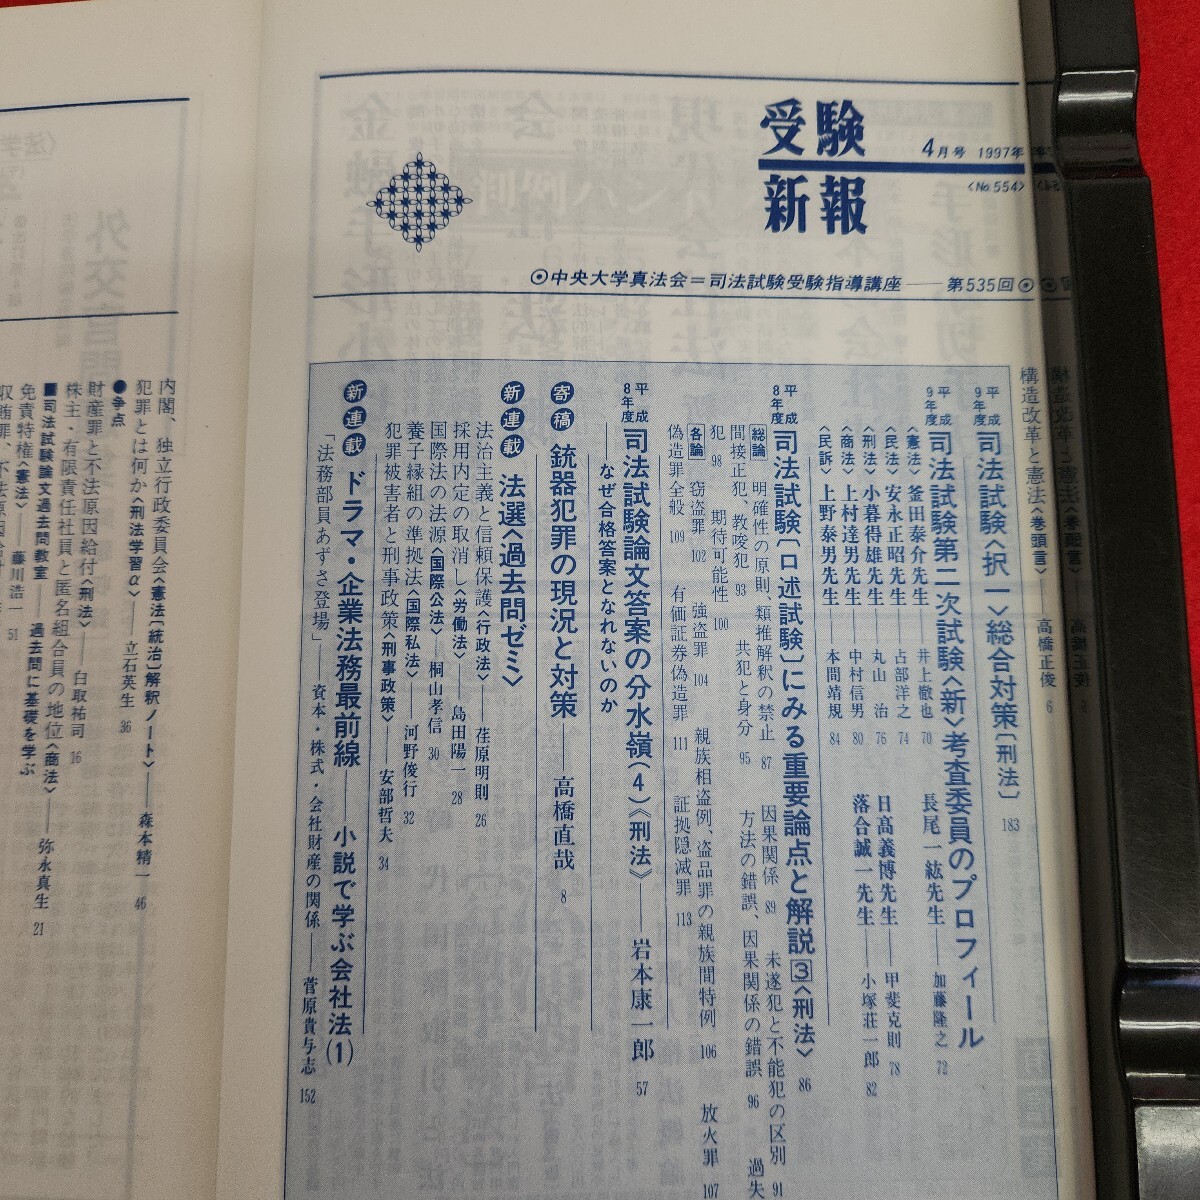 受験
新報
4月号 1997年
〈No.554〉
中央大学真法会＝司法試験受験指導講座――第535回
構造改革と憲法〈巻頭言〉――高橋正俊 6
平成9年度 司法試験〈択一〉総合対策〔刑法〕 183
平成9年度 司法試験第二次試験〈新〉考査委員のプロフィール
〈憲法〉釜田泰介先生――井上徹也 70 長尾一紘先生――加藤隆之 72
〈民法〉安永正昭先生――占部洋之 74
〈刑法〉小暮得雄先生――丸山 治 76 日髙義博先生――甲斐克則 78
〈商法〉上村達男先生――中村信男 80 落合誠一先生――小塚荘一郎 82
〈民訴〉上野泰男先生――本間靖規 84
平成8年度 司法試験〔口述試験〕にみる重要論点と解説③〈刑法〉 86
総論 明確性の原則、類推解釈の禁止 87 因果関係 89 未遂犯と不能犯の区別 91
間接正犯、教唆犯 93 共犯と身分 95 方法の錯誤、因果関係の錯誤 96 過失
犯 98 期待可能性 100
各論 窃盗罪 102 強盗罪 104 親族相盗例、盗品罪の親族間特例 106 放火罪 107
偽造罪全般 109 有価証券偽造罪 111 証拠隠滅罪 113
平成8年度 司法試験論文答案の分水嶺(4)《刑法》――岩本康一郎 57
――なぜ合格答案となれないのか
寄稿 銃器犯罪の現況と対策――高橋直哉 8
新連載 法選〈過去問ゼミ〉
法治主義と信頼保護〈行政法〉――荏原明則 26
採用内定の取消し〈労働法〉――島田陽一 28
国際法の法源〈国際公法〉――桐山孝信 30
養子縁組の準拠法〈国際私法〉――河野俊行 32
犯罪被害者と刑事政策〈刑事政策〉――安部哲夫 34
新連載 ドラマ・企業法務最前線――小説で学ぶ会社法(1)
「法務部員あずさ登場」――資本・株式・会社財産の関係――菅原貴与志 152
内閣、独立行政委員会〈憲法〔統治〕解釈ノート〉――森本精一 46
犯罪とは何か〈刑法学習α〉――立石英生 36
●争点
財産罪と不法原因給付〈刑法〉――白取祐司 16
株主・有限責任社員と匿名組合員の地位〈商法〉――弥永真生 21
■司法試験論文過去問教室――過去問に基礎を学ぶ
免責特権〈憲法〉――藤川浩一 51